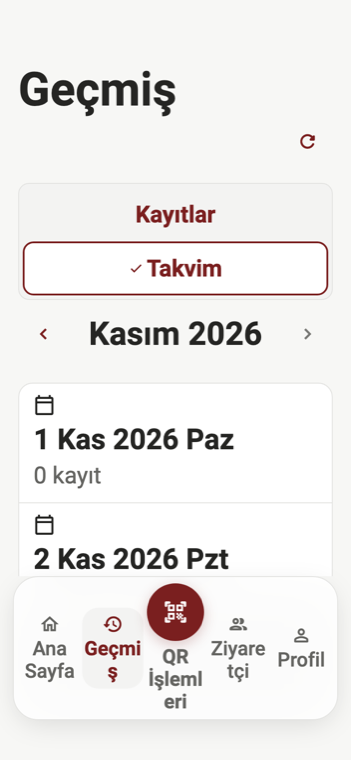 Geçmiş
Kayıtlar
Takvim
Kasım 2026
1 Kas 2026 Paz
0 kayıt
2 Kas 2026 Pzt
Ana
Sayfa
Geçmi
ş
QR
İşleml
eri
Ziyare
tçi
Profil